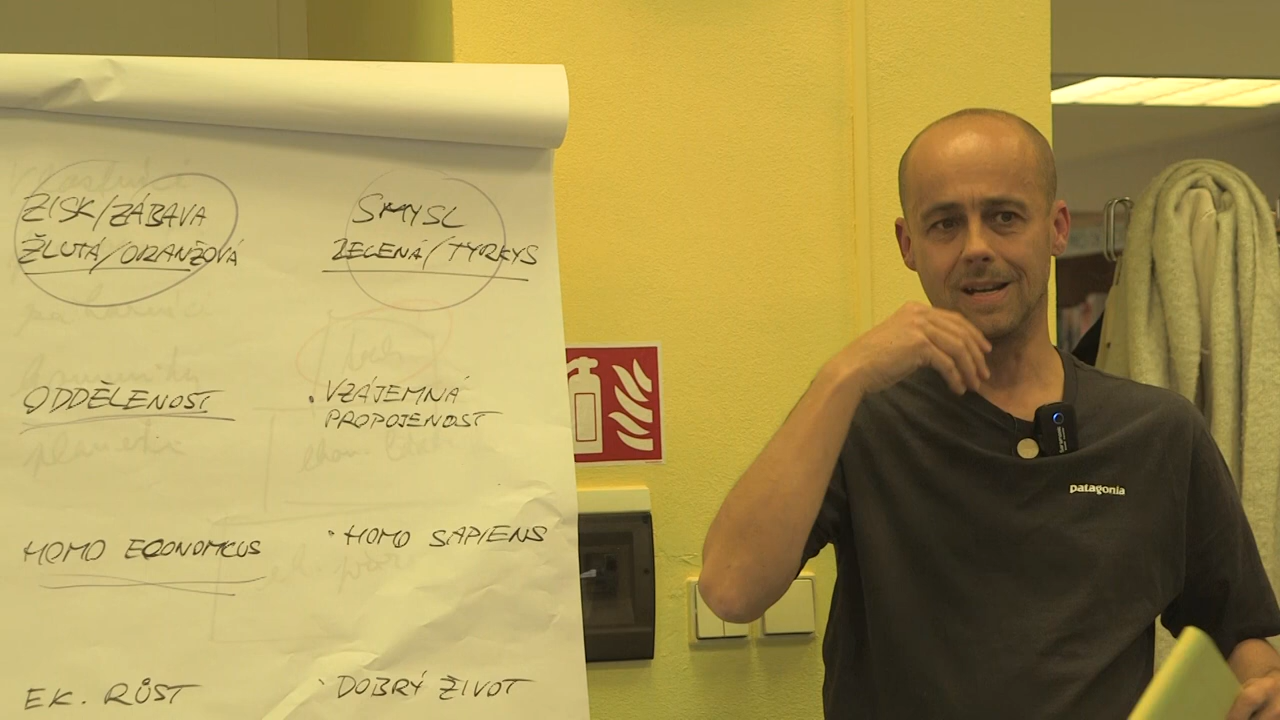 ZISK/ZÁBAVA
ŽLUTÁ/ORANŽOVÁ
ODDĚLENOST
HOMO ECONOMCUS
EK. RŮST
SMYSL
ZELENÁ/TYRKYS
• VZÁJEMNÁ
PROPOJENOST
• HOMO SAPIENS
• DOBRÝ ŽIVOT
patagonia